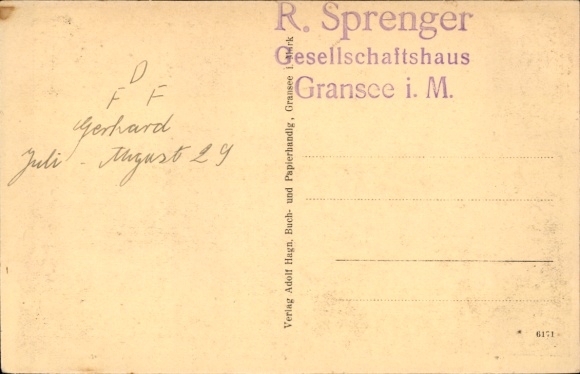 D
F F
Gerhard
Juli - August 29
R. Sprenger
Gesellschaftshaus
Gransee i. M.
Verlag Adolf Hagn, Buch- und Papierhandlg, Gransee i. Mark
6171